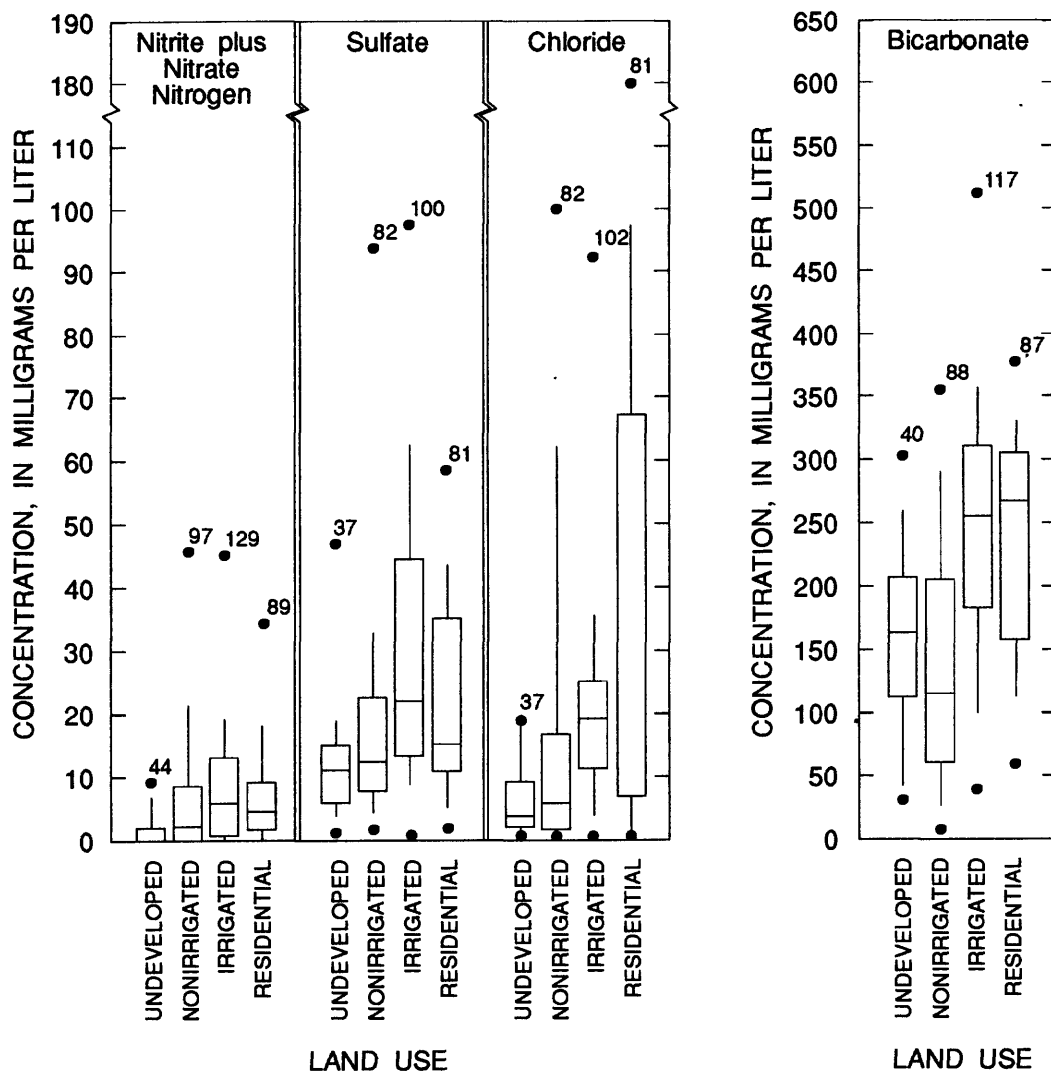 CONCENTRATION, IN MILLIGRAMS PER LITER
190
180
110
100
90
80
70
60
50
40
30
20
10
0
Nitrite plus
Nitrate
Nitrogen
44
97
129
89
UNDEVELOPED
NONIRRIGATED
IRRIGATED
RESIDENTIAL
Sulfate
37
82
100
81
UNDEVELOPED
NONIRRIGATED
IRRIGATED
RESIDENTIAL
Chloride
37
82
102
81
UNDEVELOPED
NONIRRIGATED
IRRIGATED
RESIDENTIAL
LAND USE
CONCENTRATION, IN MILLIGRAMS PER LITER
650
600
550
500
450
400
350
300
250
200
150
100
50
0
Bicarbonate
40
88
117
87
UNDEVELOPED
NONIRRIGATED
IRRIGATED
RESIDENTIAL
LAND USE